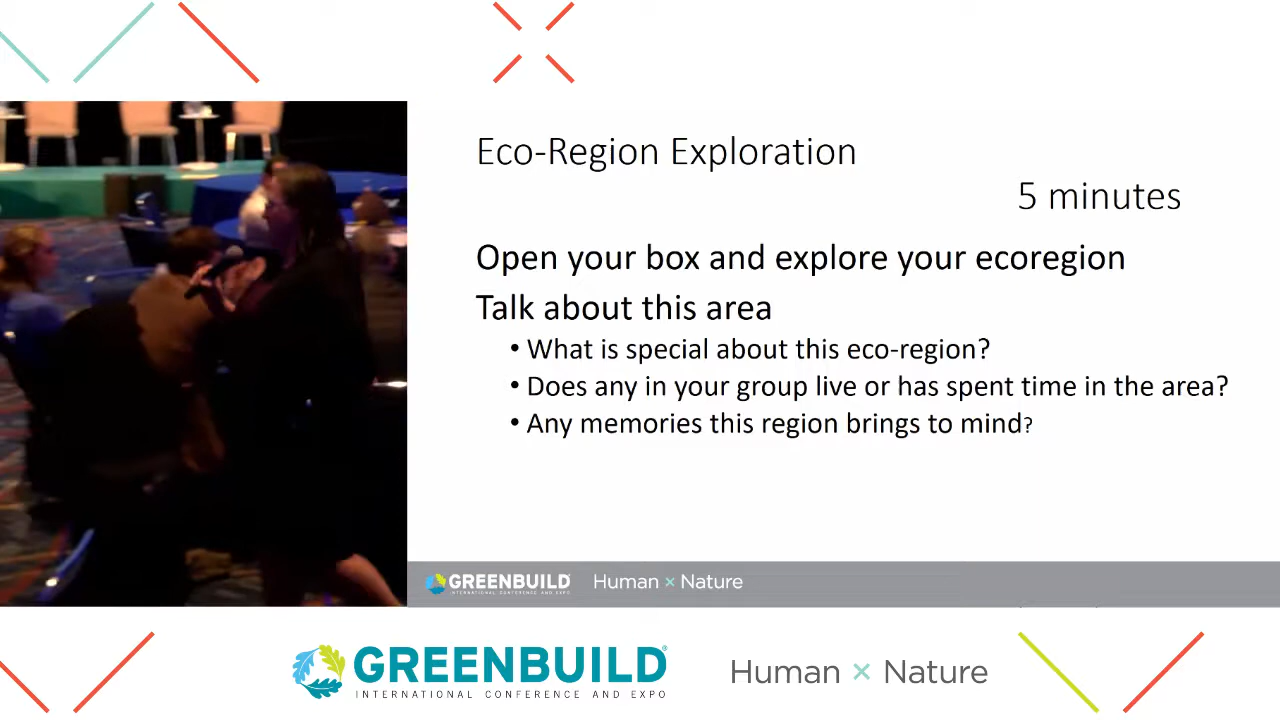 Eco-Region Exploration
5 minutes
Open your box and explore your ecoregion
Talk about this area
• What is special about this eco-region?
• Does any in your group live or has spent time in the area?
• Any memories this region brings to mind?
GREENBUILD
INTERNATIONAL CONFERENCE AND EXPO
Human × Nature
GREENBUILD®
INTERNATIONAL CONFERENCE AND EXPO
Human × Nature